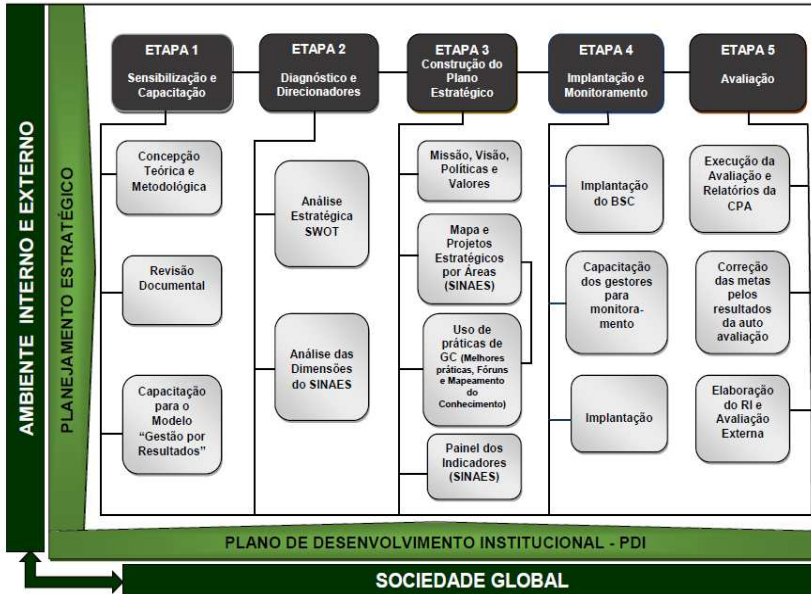 AMBIENTE INTERNO E EXTERNO
PLANEJAMENTO ESTRATÉGICO
ETAPA 1
Sensibilização e
Capacitação
Concepção
Teórica e
Metodológica
Revisão
Documental
Capacitação
para o
Modelo
“Gestão por
Resultados”
ETAPA 2
Diagnóstico e
Direcionadores
Análise
Estratégica
SWOT
Análise das
Dimensões
do SINAES
ETAPA 3
Construção do
Plano
Estratégico
Missão, Visão,
Políticas e
Valores
Mapa e
Projetos
Estratégicos
por Áreas
(SINAES)
Uso de
práticas de
GC (Melhores
práticas, Fóruns
e Mapeamento
do
Conhecimento)
Painel dos
Indicadores
(SINAES)
ETAPA 4
Implantação e
Monitoramento
Implantação
do BSC
Capacitação
dos gestores
para
monitora-
mento
Implantação
ETAPA 5
Avaliação
Execução da
Avaliação e
Relatórios da
CPA
Correção
das metas
pelos
resultados
da auto
avaliação
Elaboração
do RI e
Avaliação
Externa
PLANO DE DESENVOLVIMENTO INSTITUCIONAL - PDI
SOCIEDADE GLOBAL